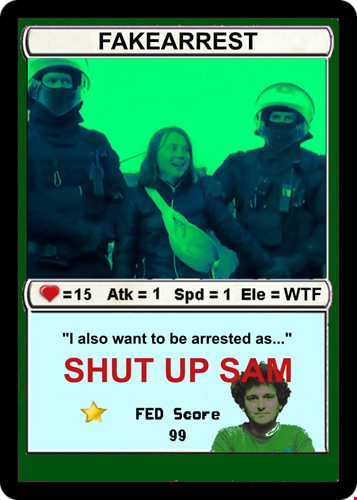 FAKEARREST
=15 Atk = 1 Spd = 1 Ele = WTF
"I also want to be arrested as..."
SHUT UP SAM
FED Score
99